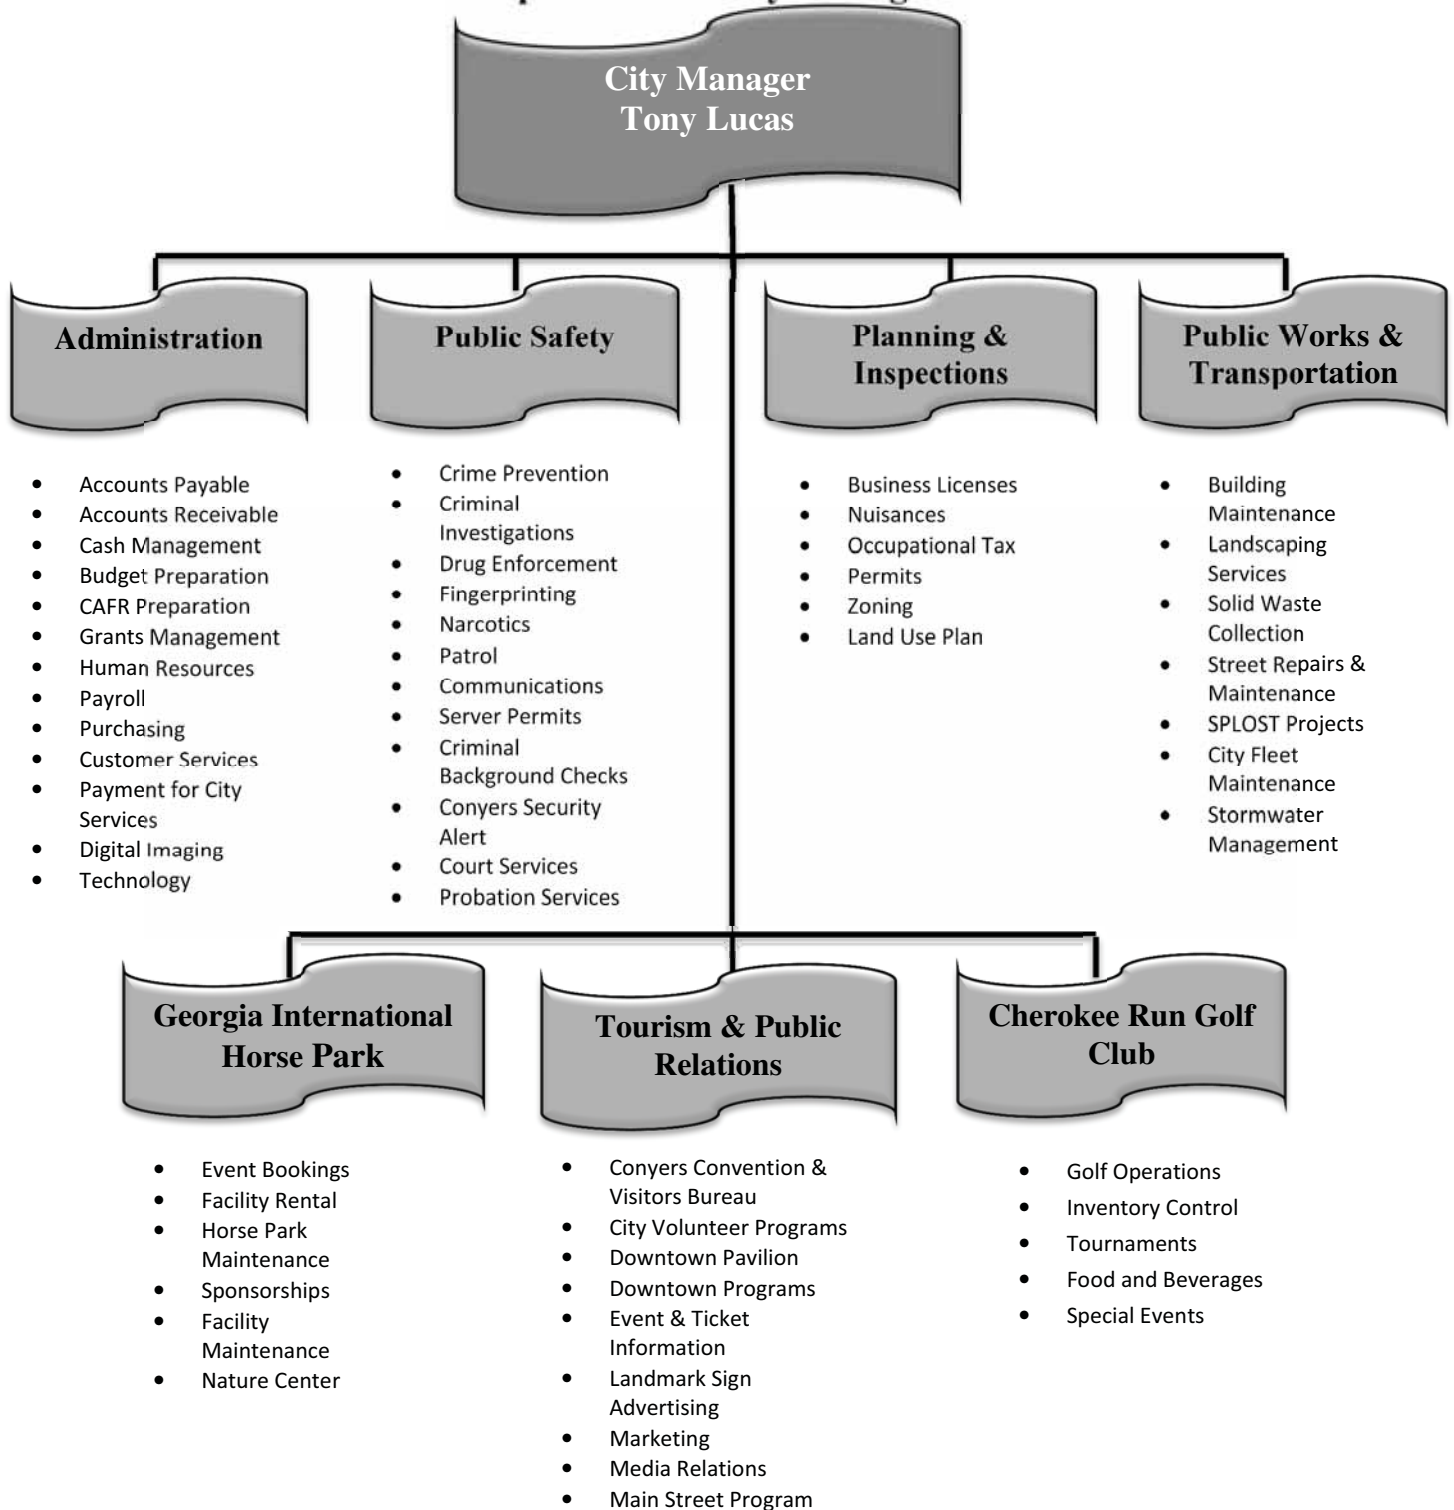 City Manager
Tony Lucas
Administration
Public Safety
Planning &
Inspections
Public Works &
Transportation
• Accounts Payable
• Accounts Receivable
• Cash Management
• Budget Preparation
• CAFR Preparation
• Grants Management
• Human Resources
• Payroll
• Purchasing
• Customer Services
• Payment for City
Services
• Digital Imaging
• Technology
• Crime Prevention
• Criminal
Investigations
• Drug Enforcement
• Fingerprinting
• Narcotics
• Patrol
• Communications
• Server Permits
• Criminal
Background Checks
• Conyers Security
Alert
• Court Services
• Probation Services
• Business Licenses
• Nuisances
• Occupational Tax
• Permits
• Zoning
• Land Use Plan
• Building
Maintenance
• Landscaping
Services
• Solid Waste
Collection
• Street Repairs &
Maintenance
• SPLOST Projects
• City Fleet
Maintenance
• Stormwater
Management
Georgia International
Horse Park
Tourism & Public
Relations
Cherokee Run Golf
Club
• Event Bookings
• Facility Rental
• Horse Park
Maintenance
• Sponsorships
• Facility
Maintenance
• Nature Center
• Conyers Convention &
Visitors Bureau
• City Volunteer Programs
• Downtown Pavilion
• Downtown Programs
• Event & Ticket
Information
• Landmark Sign
Advertising
• Marketing
• Media Relations
• Main Street Program
• Golf Operations
• Inventory Control
• Tournaments
• Food and Beverages
• Special Events